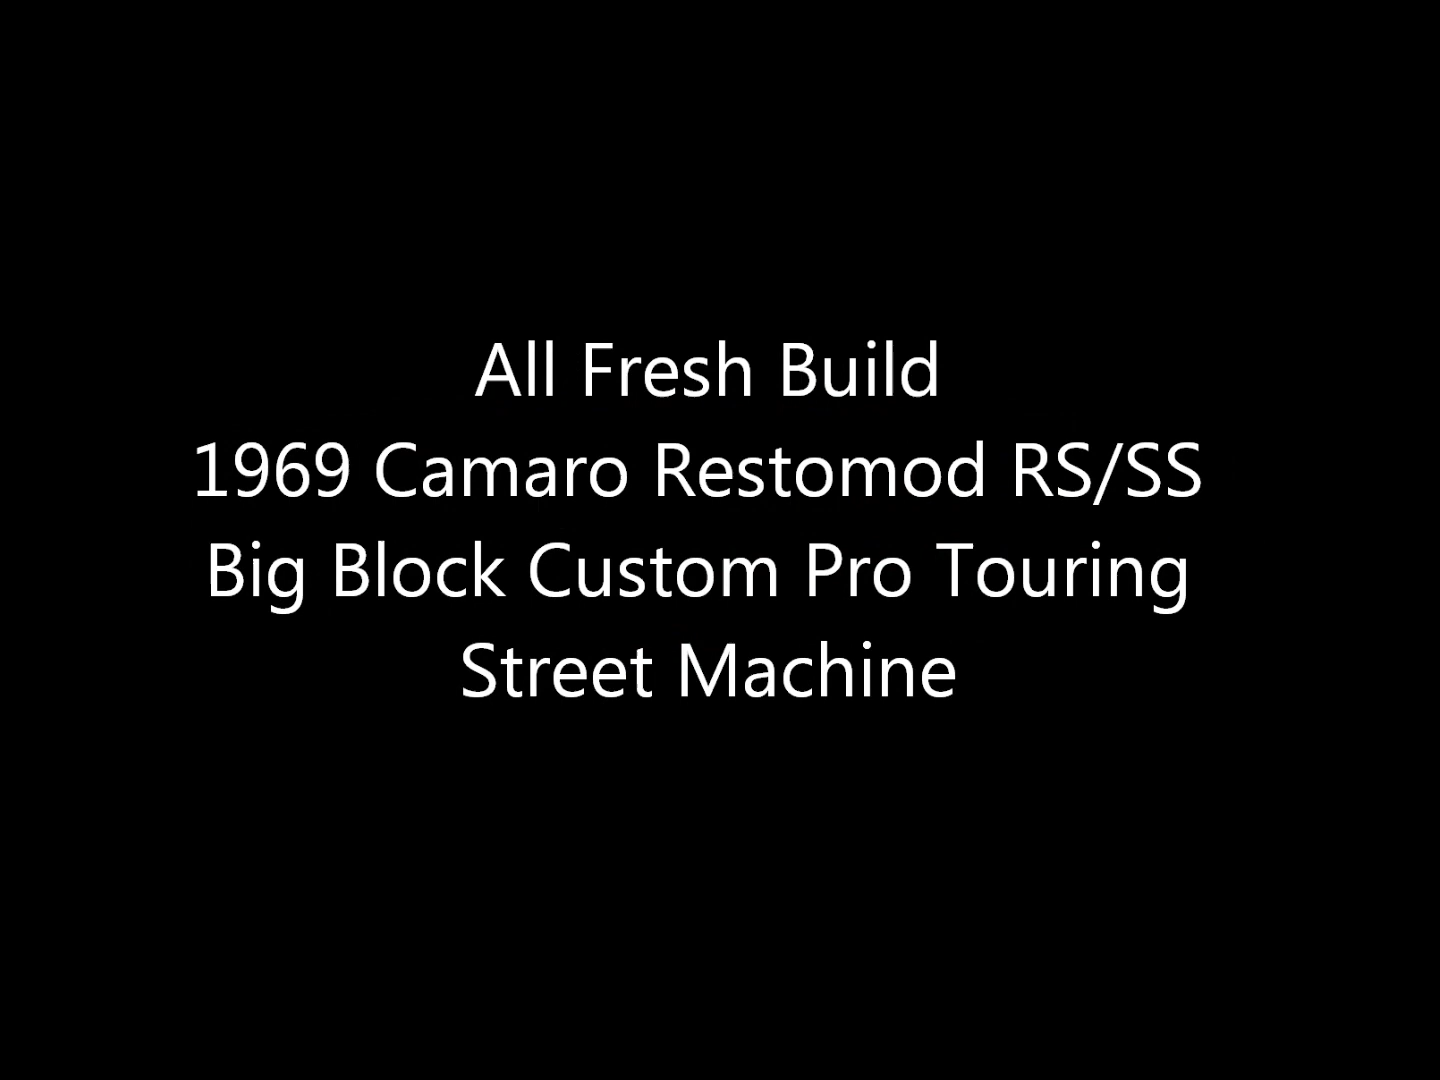 All Fresh Build
1969 Camaro Restomod RS/SS
Big Block Custom Pro Touring
Street Machine